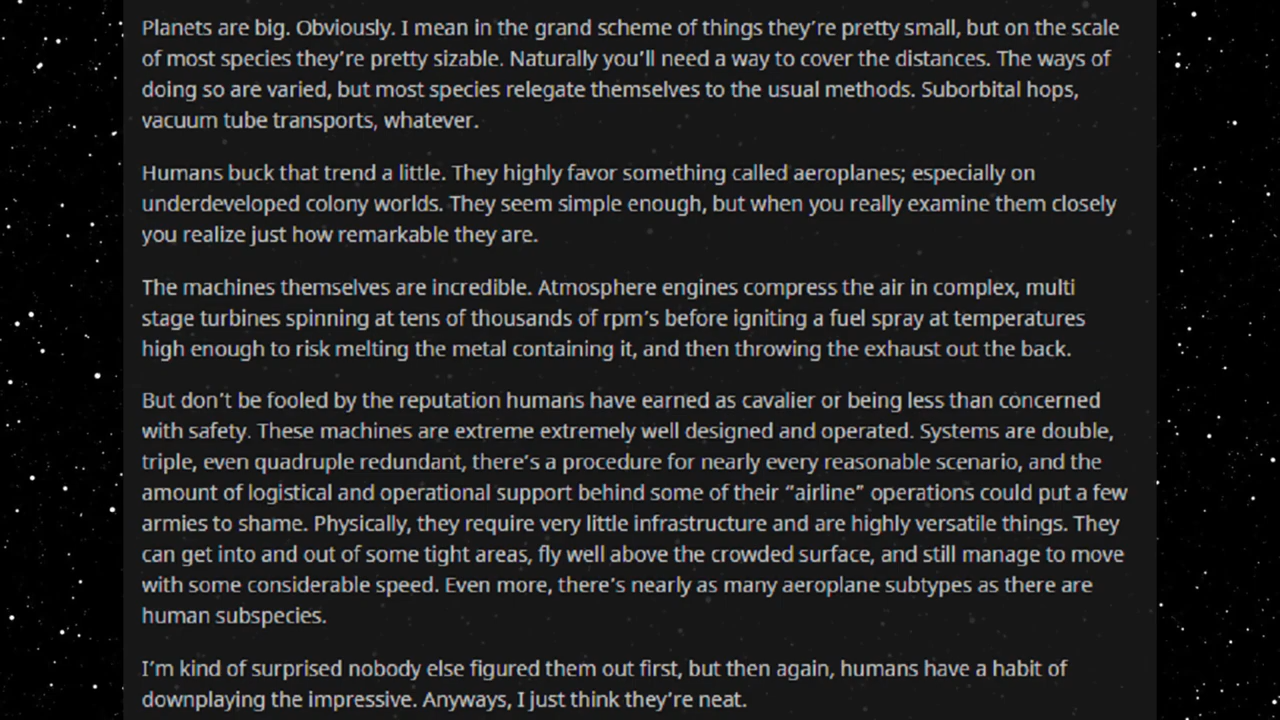 Planets are big. Obviously. I mean in the grand scheme of things they’re pretty small, but on the scale
of most species they’re pretty sizable. Naturally you’ll need a way to cover the distances. The ways of
doing so are varied, but most species relegate themselves to the usual methods. Suborbital hops,
vacuum tube transports, whatever.
Humans buck that trend a little. They highly favor something called aeroplanes; especially on
underdeveloped colony worlds. They seem simple enough, but when you really examine them closely
you realize just how remarkable they are.
The machines themselves are incredible. Atmosphere engines compress the air in complex, multi
stage turbines spinning at tens of thousands of rpm’s before igniting a fuel spray at temperatures
high enough to risk melting the metal containing it, and then throwing the exhaust out the back.
But don’t be fooled by the reputation humans have earned as cavalier or being less than concerned
with safety. These machines are extreme extremely well designed and operated. Systems are double,
triple, even quadruple redundant, there’s a procedure for nearly every reasonable scenario, and the
amount of logistical and operational support behind some of their “airline” operations could put a few
armies to shame. Physically, they require very little infrastructure and are highly versatile things. They
can get into and out of some tight areas, fly well above the crowded surface, and still manage to move
with some considerable speed. Even more, there’s nearly as many aeroplane subtypes as there are
human subspecies.
I’m kind of surprised nobody else figured them out first, but then again, humans have a habit of
downplaying the impressive. Anyways, I just think they’re neat.